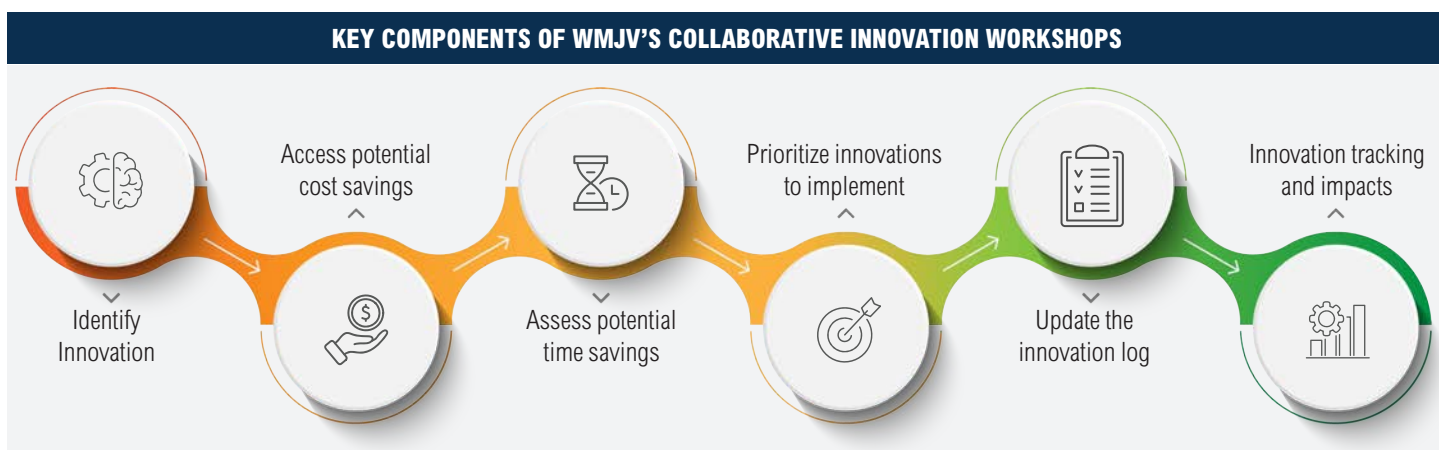 KEY COMPONENTS OF WMJV'S COLLABORATIVE INNOVATION WORKSHOPS
Identify
Innovation
Access potential
cost savings
$
Assess potential
time savings
Prioritize innovations
to implement
Update the
innovation log
Innovation tracking
and impacts